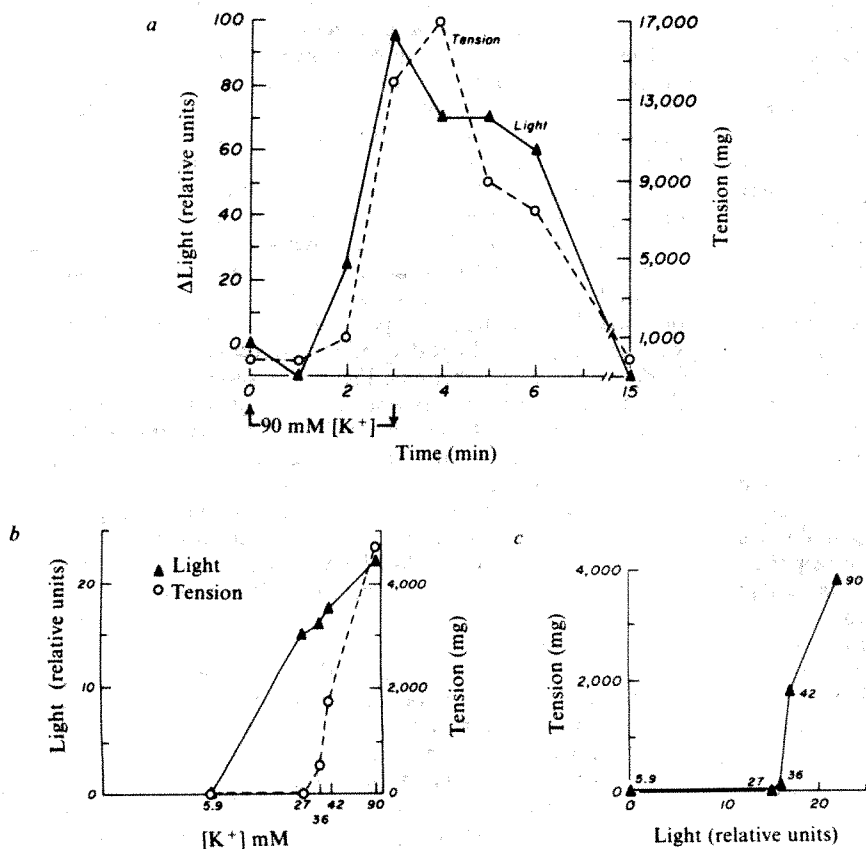 a
100
80
60
40
20
0
ΔLight (relative units)
Tension
Light
17,000
13,000
9,000
5,000
1,000
Tension (mg)
0 2 4 6 15
90 mM [K+]
Time (min)
b
20
10
0
Light (relative units)
▲ Light
○ Tension
4,000
2,000
0
Tension (mg)
5.9 27 36 42 90
[K+] mM
c
4,000
2,000
0
Tension (mg)
5.9 27 36 42 90
0 10 20
Light (relative units)